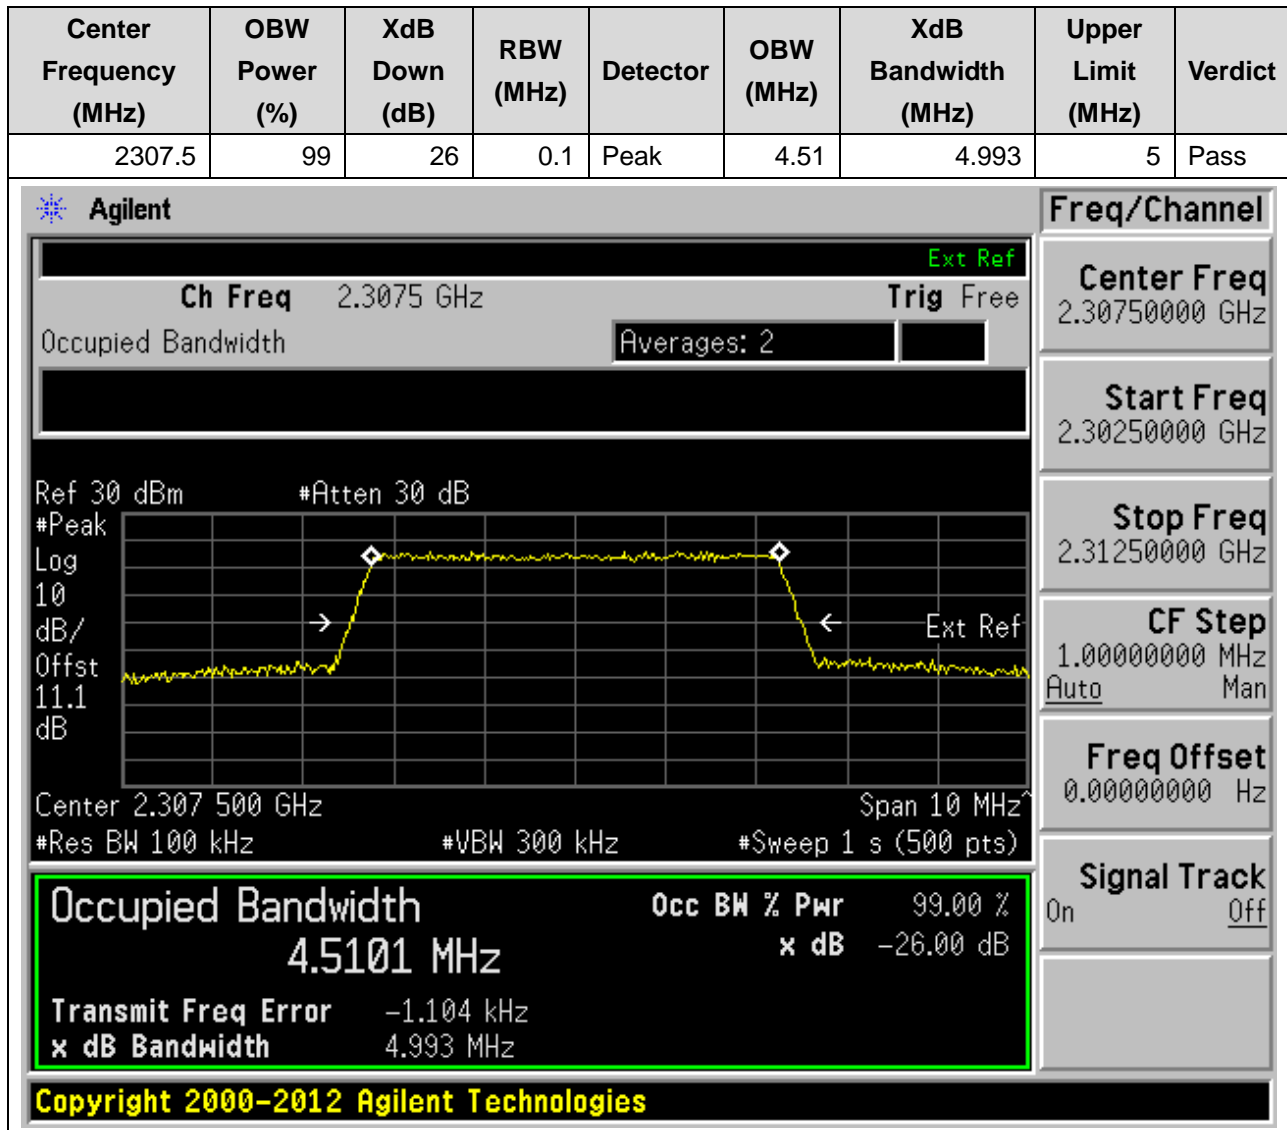 Center Frequency (MHz) OBW Power (%) XdB Down (dB) RBW (MHz) Detector OBW (MHz) XdB Bandwidth (MHz) Upper Limit (MHz) Verdict
2307.5 99 26 0.1 Peak 4.51 4.993 5 Pass
Agilent
Freq/Channel
Ext Ref
Ch Freq 2.3075 GHz Trig Free
Occupied Bandwidth Averages: 2
Center Freq
2.30750000 GHz
Start Freq
2.30250000 GHz
Stop Freq
2.31250000 GHz
CF Step
1.00000000 MHz
Auto Man
Freq Offset
0.00000000 Hz
Signal Track
On Off
Ref 30 dBm #Atten 30 dB
#Peak
Log
10
dB/
Offst
11.1
dB
Ext Ref
Center 2.307 500 GHz Span 10 MHz^
#Res BW 100 kHz #VBW 300 kHz #Sweep 1 s (500 pts)
Occupied Bandwidth Occ BW % Pwr 99.00 %
4.5101 MHz x dB -26.00 dB
Transmit Freq Error -1.104 kHz
x dB Bandwidth 4.993 MHz
Copyright 2000-2012 Agilent Technologies